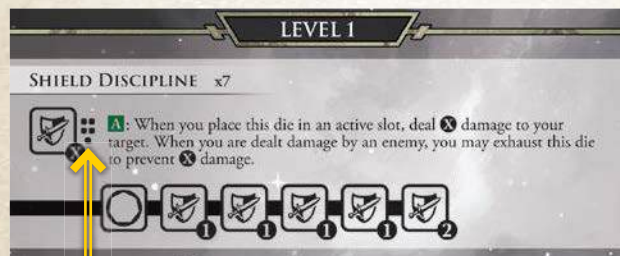 LEVEL 1
SHIELD DISCIPLINE x7
A: When you place this die in an active slot, deal X damage to your
target. When you are dealt damage by an enemy, you may exhaust this die
to prevent X damage.
X
1 1 1 1 2